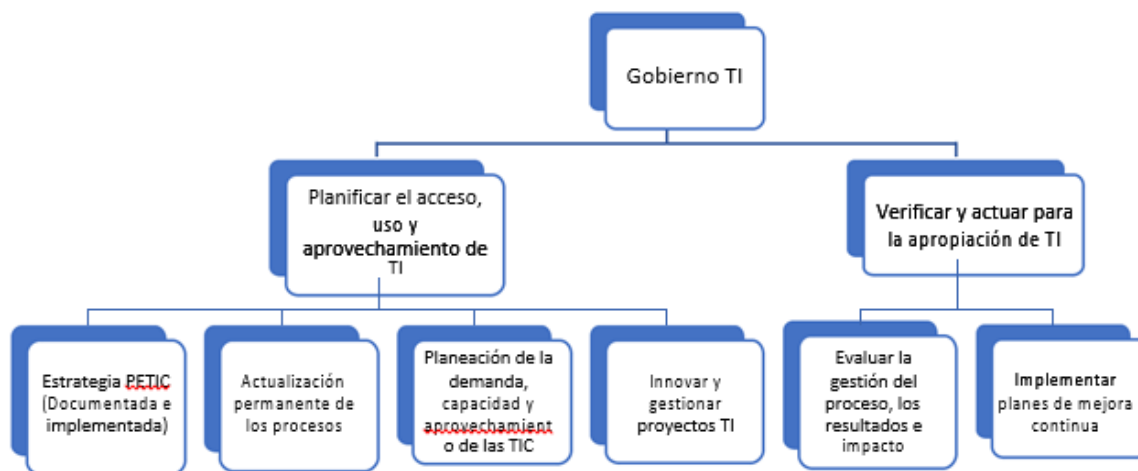 Gobierno TI
Planificar el acceso,
uso y
aprovechamiento de
TI
Verificar y actuar para
la apropiación de TI
Estrategia PETIC
(Documentada e
implementada)
Actualización
permanente de
los procesos
Planeación de la
demanda,
capacidad y
aprovechamient
o de las TIC
Innovar y
gestionar
proyectos TI
Evaluar la
gestión del
proceso, los
resultados e
impacto
Implementar
planes de mejora
continua